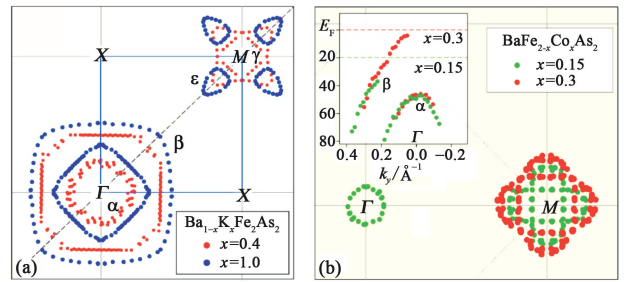 (a)
X
M γ
ε
β
Γ
α
X
Ba1−xKxFe2As2
x=0.4
x=1.0
(b)
EF
x=0.3
x=0.15
20
40
60
80
β
α
Γ
0.4 0.2 0.0 -0.2
ky/Å−1
BaFe2−xCoxAs2
x=0.15
x=0.3
Γ
M